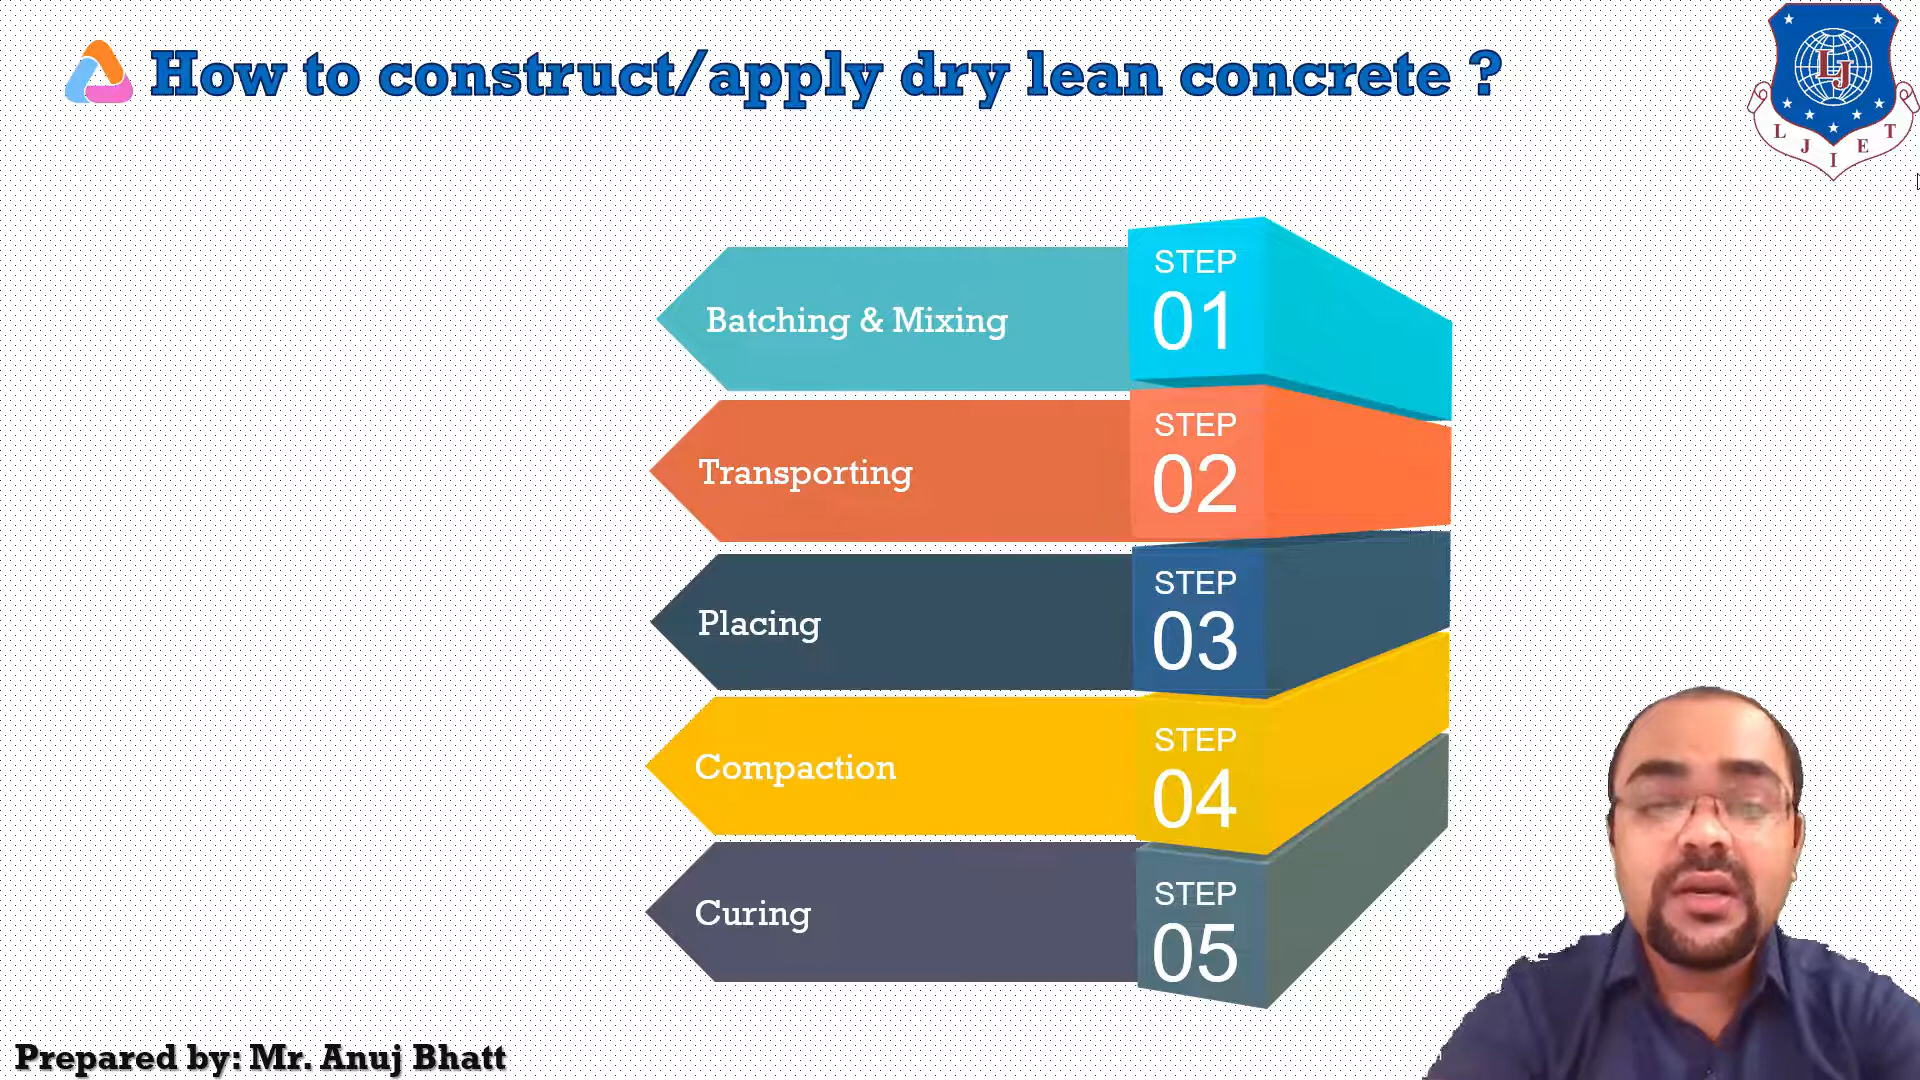 How to construct/apply dry lean concrete ?
LJ
L J I E T
STEP
01
Batching & Mixing
STEP
02
Transporting
STEP
03
Placing
STEP
04
Compaction
STEP
05
Curing
Prepared by: Mr. Anuj Bhatt